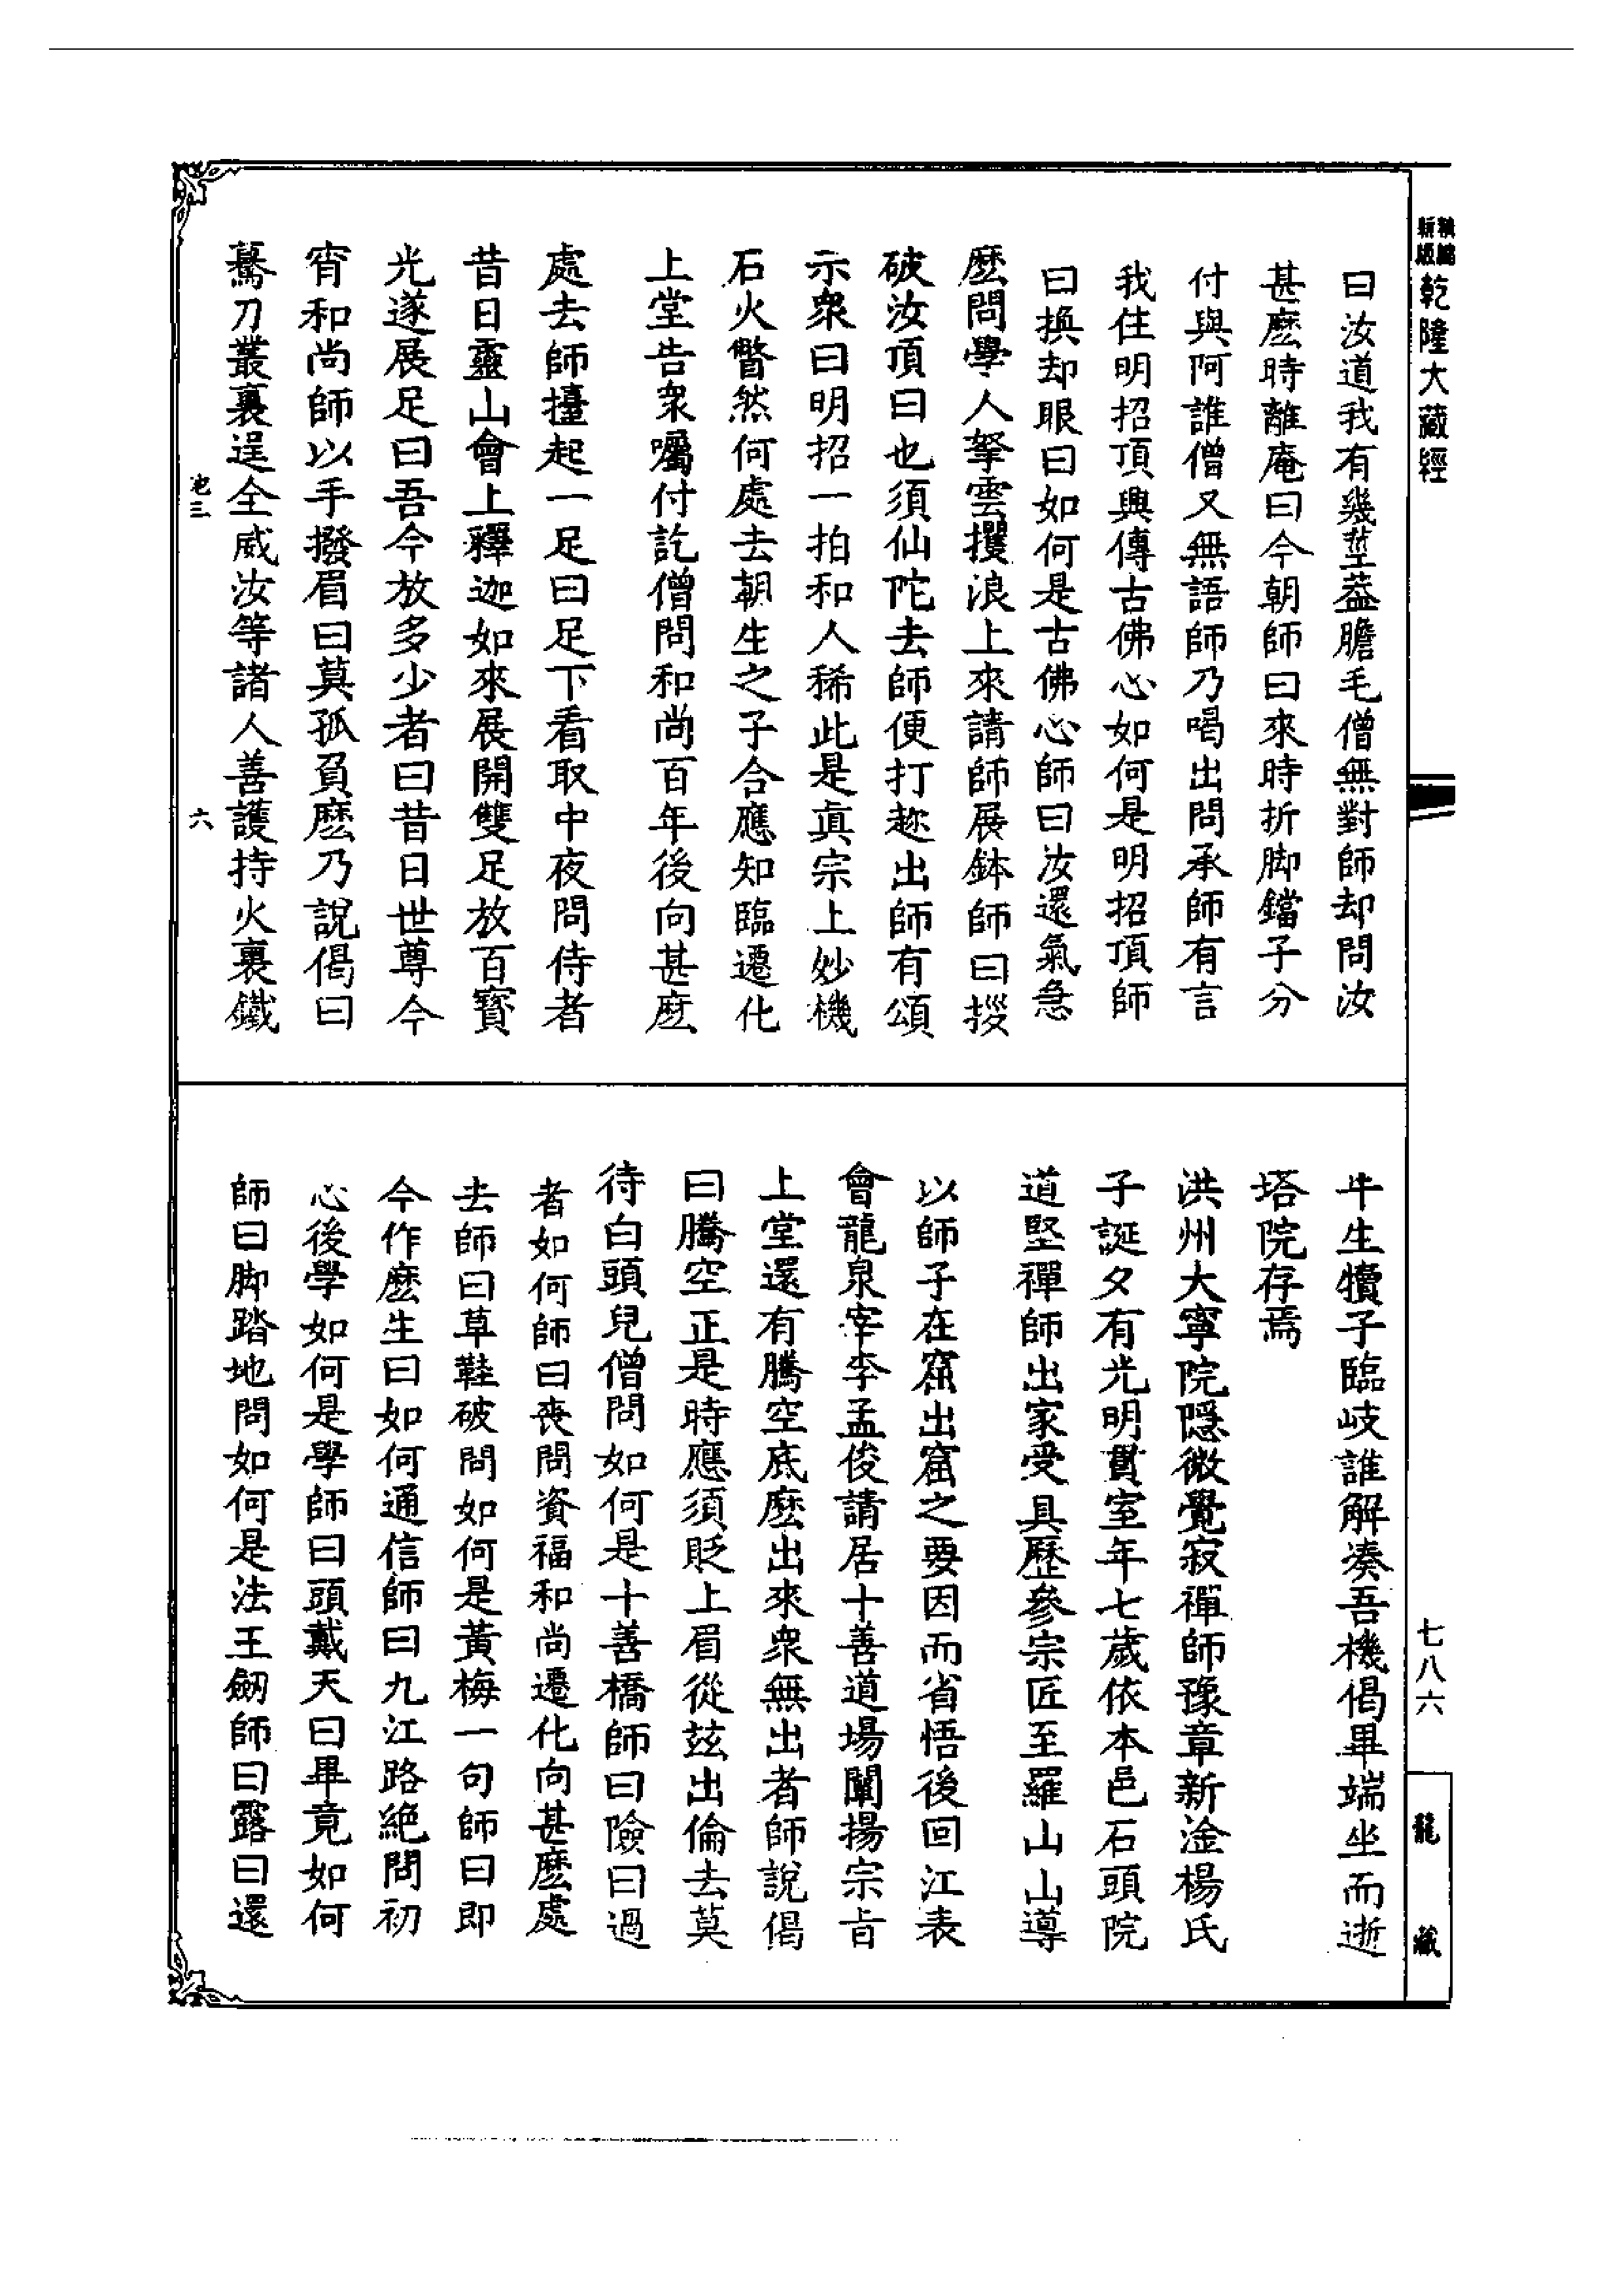 乾隆大藏經
曰汝道我有幾莖葢膽毛僧無對師却問汝
甚麽時離庵曰今朝師曰來時折脚鐺子分
付與阿誰僧又無語師乃喝出問承師有言
我住明招頂興傳古佛心如何是明招頂師
曰換却眼曰如何是古佛心師曰汝還氣急
麽問學人拏雲攫浪上來請師展鉢師曰拶
破汝頂曰也須仙陀去師便打趂出師有頌
示衆曰明招一拍和人稀此是眞宗上妙機
石火瞥然何處去朝生之子合應知臨遷化
上堂告衆囑付訖僧問和尚百年後向甚麽
處去師擡起一足曰足下看取中夜問侍者
昔日靈山會上釋迦如來展開雙足放百寳
光遂展足曰吾今放多少者曰昔日世尊今
宵和尚師以手撥眉曰莫孤負麽乃說偈曰
驀刀叢裏逞全威汝等諸人善護持火裏鐵
六
牛生犢子臨岐誰解湊吾機偈畢端坐而逝
塔院存焉
洪州大寧院隱微覺寂禪師豫章新淦楊氏
子誕夕有光明貫室年七歲依本邑石頭院
道堅禪師出家受具歷參宗匠至羅山山導
以師子在窟出窟之要因而省悟後回江表
會龍泉宰李孟俊請居十善道場闡揚宗旨
上堂還有騰空底麽出來衆無出者師說偈
曰騰空正是時應須眨上眉從茲出倫去莫
待白頭兒僧問如何是十善橋師曰險曰過
者如何師曰喪問資福和尚遷化向甚麽處
去師曰草鞋破問如何是黃梅一句師曰即
今作麽生曰如何通信師曰九江路絶問初
心後學如何是學師曰頭戴天曰畢竟如何
師曰脚踏地問如何是法王劒師曰露曰還
七八六
龍藏